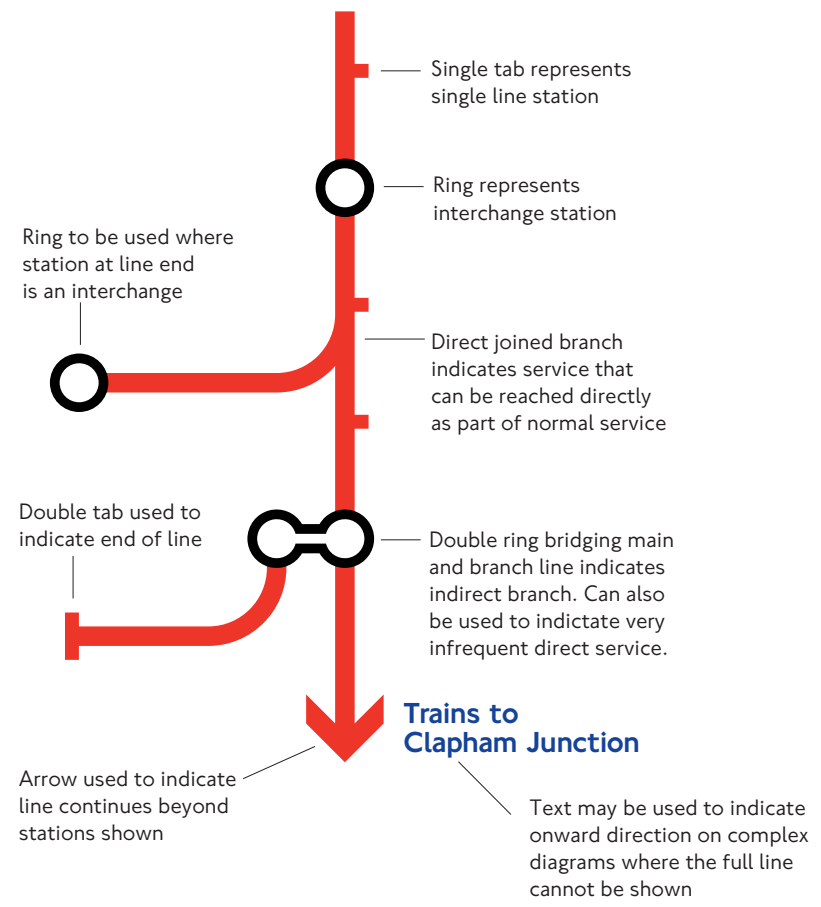 Single tab represents
single line station
Ring represents
interchange station
Ring to be used where
station at line end
is an interchange
Direct joined branch
indicates service that
can be reached directly
as part of normal service
Double tab used to
indicate end of line
Double ring bridging main
and branch line indicates
indirect branch. Can also
be used to indictate very
infrequent direct service.
Trains to
Clapham Junction
Arrow used to indicate
line continues beyond
stations shown
Text may be used to indicate
onward direction on complex
diagrams where the full line
cannot be shown